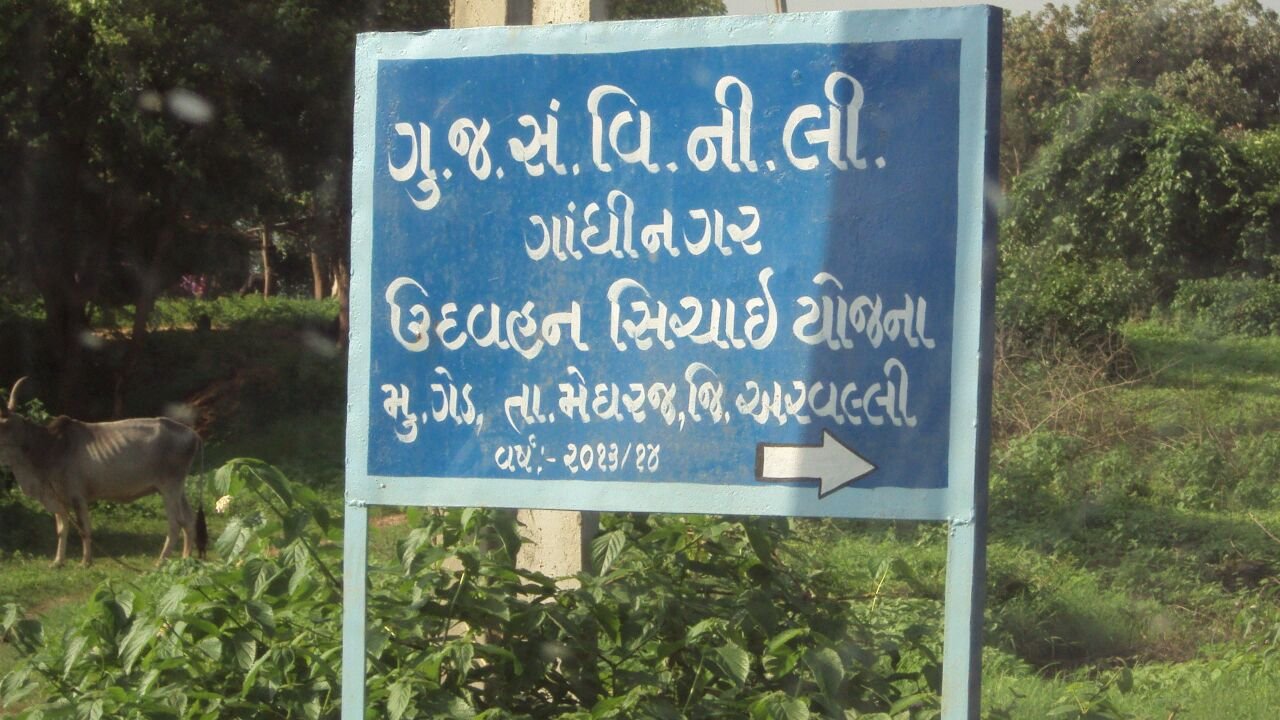 ગુ.જ.સં.વિ.ની.લી.
ગાંધીનગર
ઉદવહન સિચાઇ યોજના
મુ.ગેડ, તા.મેઘરજ,જિ.અરવલ્લી
વર્ષ:-૨૦૧૩/૧૪